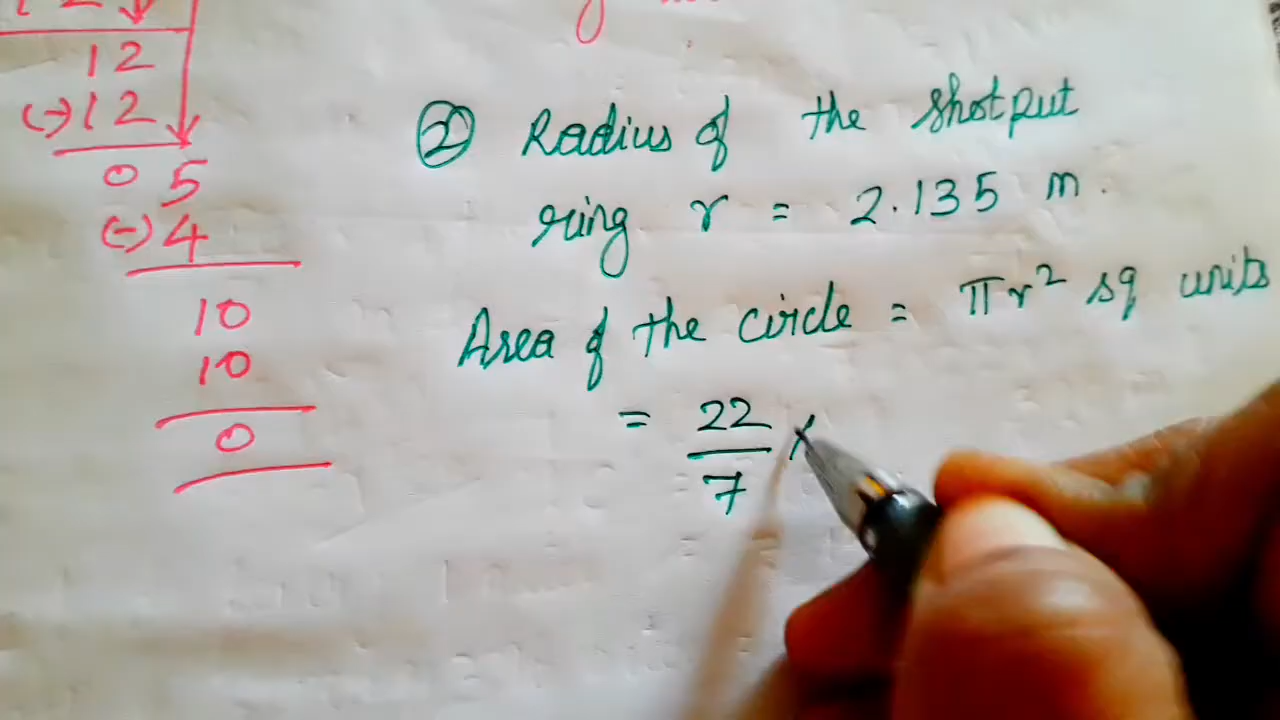 12
(-) 12
0 5
(-) 4
10
10
0
② Radius of the shotput
ring r = 2.135 m.
Area of the circle = πr² sq units
= 22/7 ×